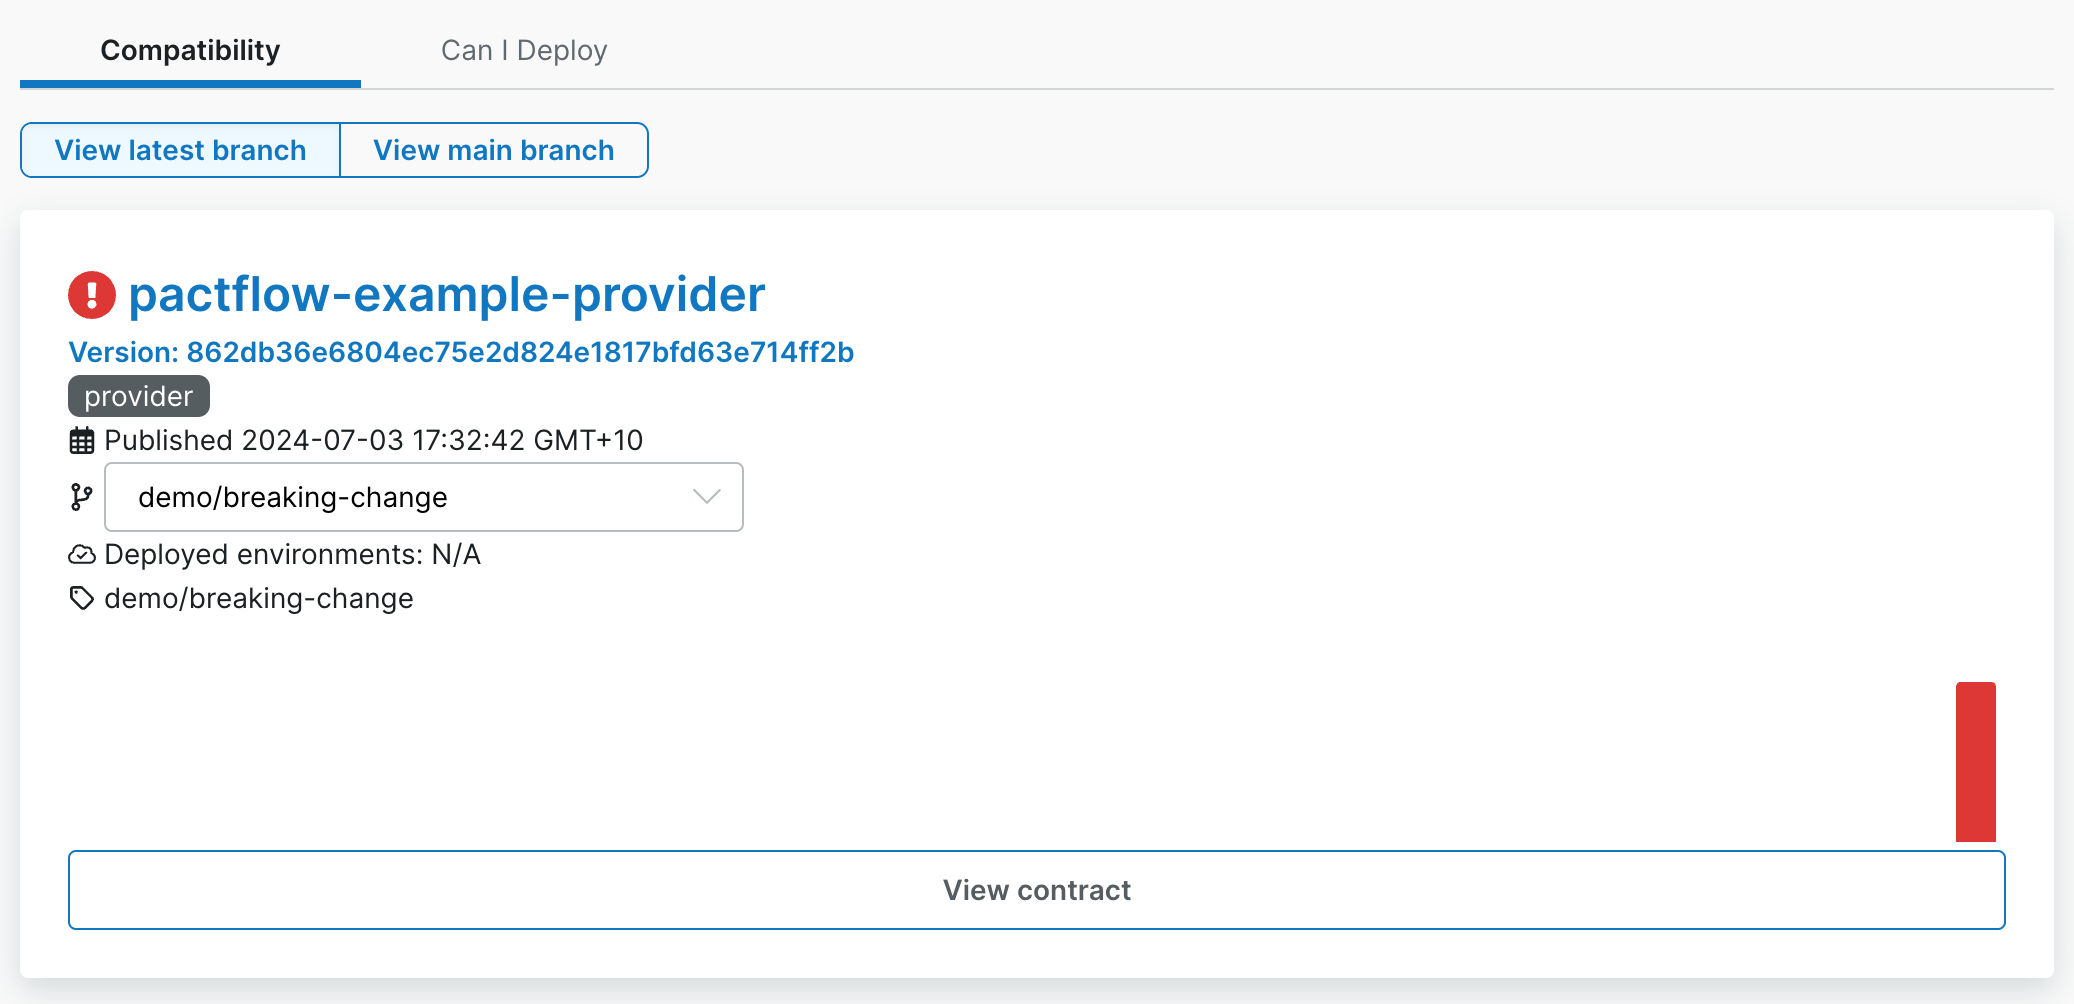 Compatibility Can I Deploy
View latest branch View main branch
pactflow-example-provider
Version: 862db36e6804ec75e2d824e1817bfd63e714ff2b
provider
Published 2024-07-03 17:32:42 GMT+10
demo/breaking-change
Deployed environments: N/A
demo/breaking-change
View contract